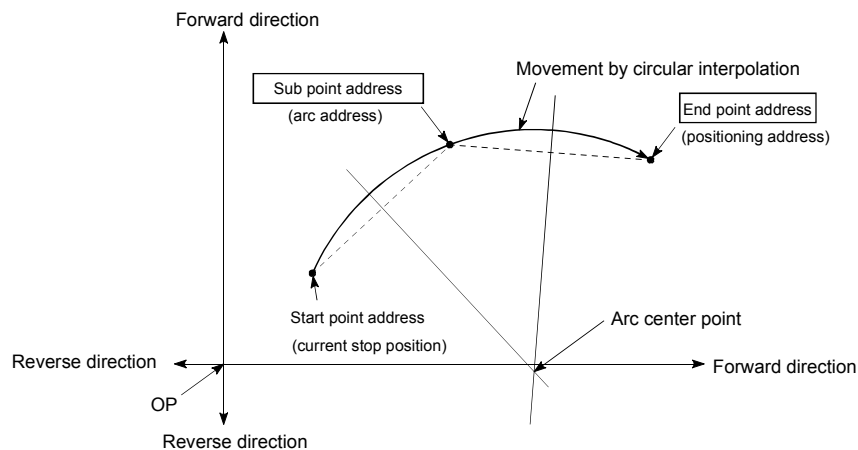 Forward direction
Movement by circular interpolation
Sub point address
(arc address)
End point address
(positioning address)
Start point address
(current stop position)
Arc center point
Reverse direction
Forward direction
OP
Reverse direction